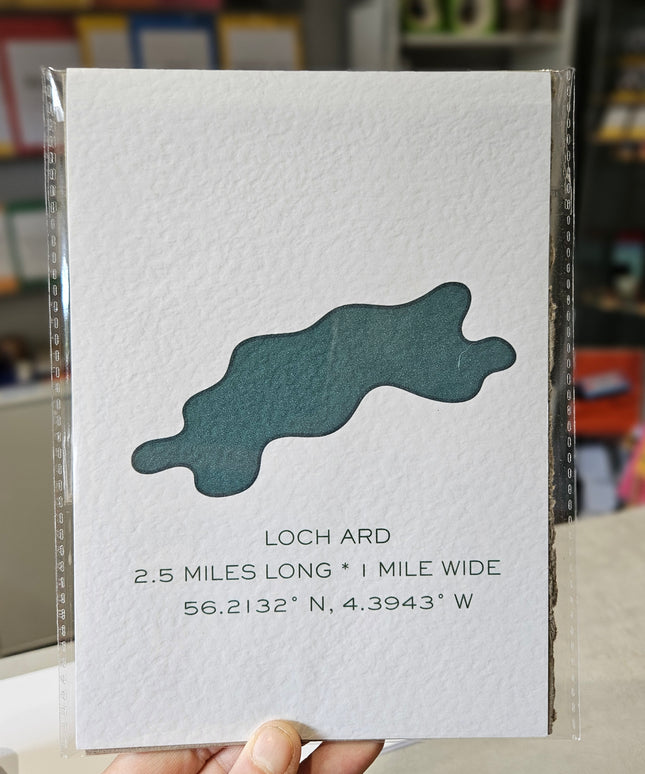 LOCH ARD
2.5 MILES LONG * 1 MILE WIDE
56.2132° N, 4.3943° W